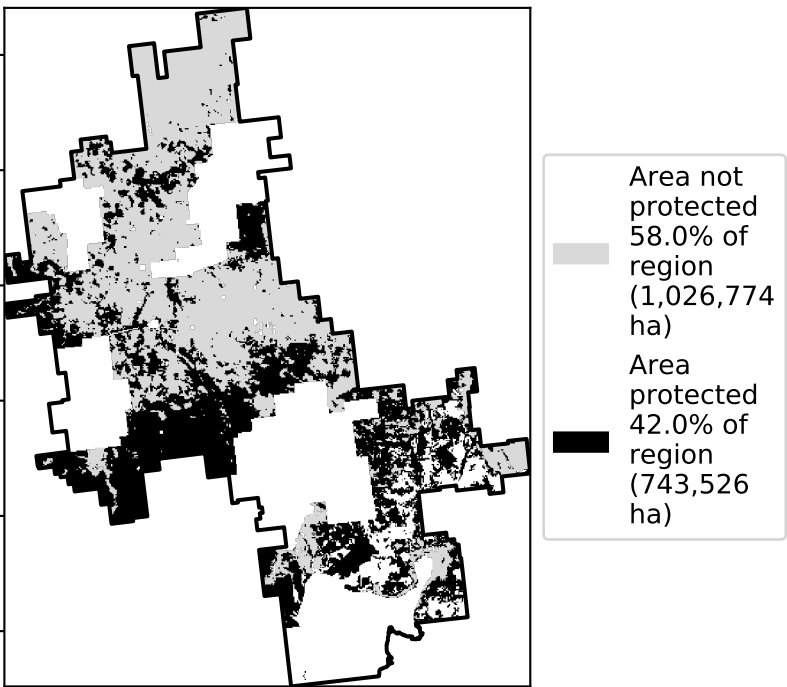 Area not
protected
58.0% of
region
(1,026,774
ha)
Area
protected
42.0% of
region
(743,526
ha)